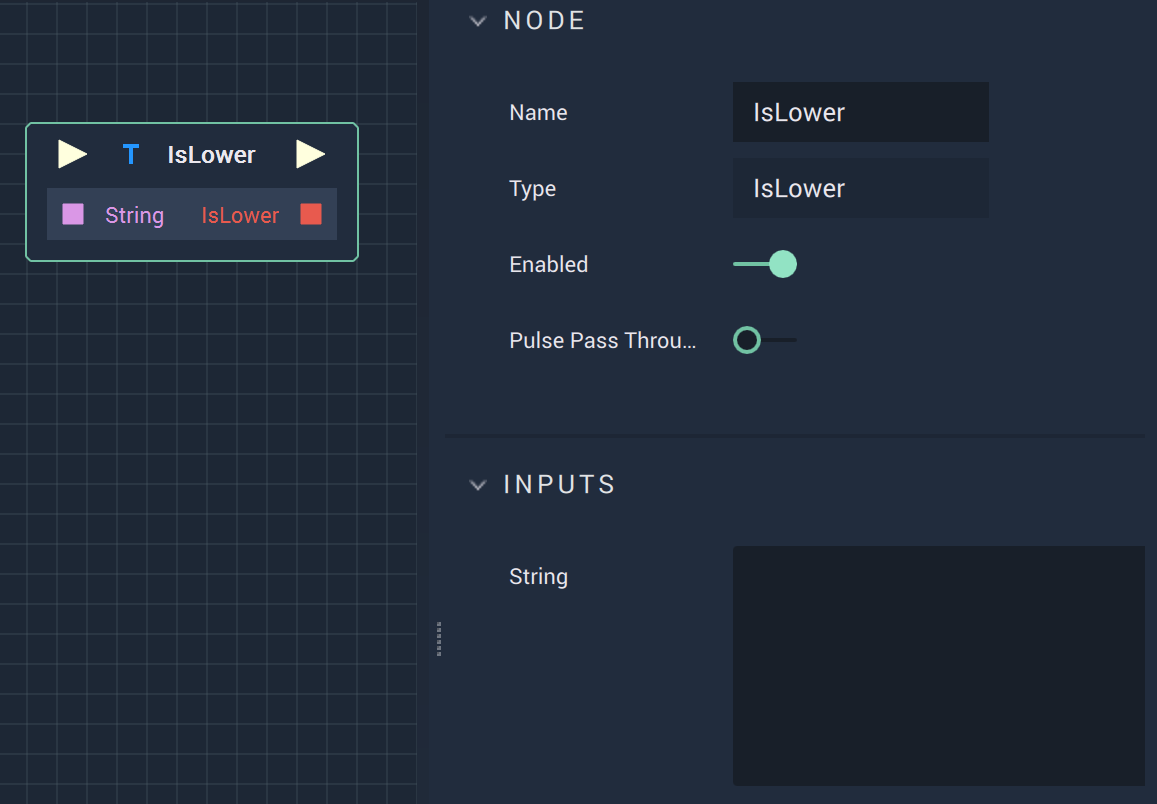 T IsLower
String IsLower
NODE
Name IsLower
Type IsLower
Enabled
Pulse Pass Throu...
INPUTS
String